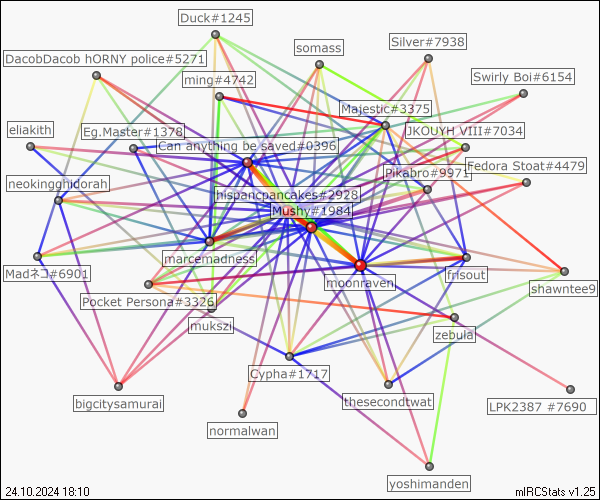 Duck#1245
somass
Silver#7938
DacobDacob hORNY police#5271
ming#4742
Swirly Boi#6154
Majestic#3375
eliakith
Eg.Master#1378
JKOUYH VIII#7034
Can anything be saved#0396
Pikabro#9971
Fedora Stoat#4479
neokingghidorah
hispanicpancakes#2928
Mushy#1984
marcemadness
Madネコ#6901
moonraven
frisout
shawntee9
Pocket Persona#3326
mukszi
zebula
Cypha#1717
bigcitysamurai
thesecondtwat
LPK2387 #7690
normalwan
yoshimanden
24.10.2024 18:10
mIRCStats v1.25